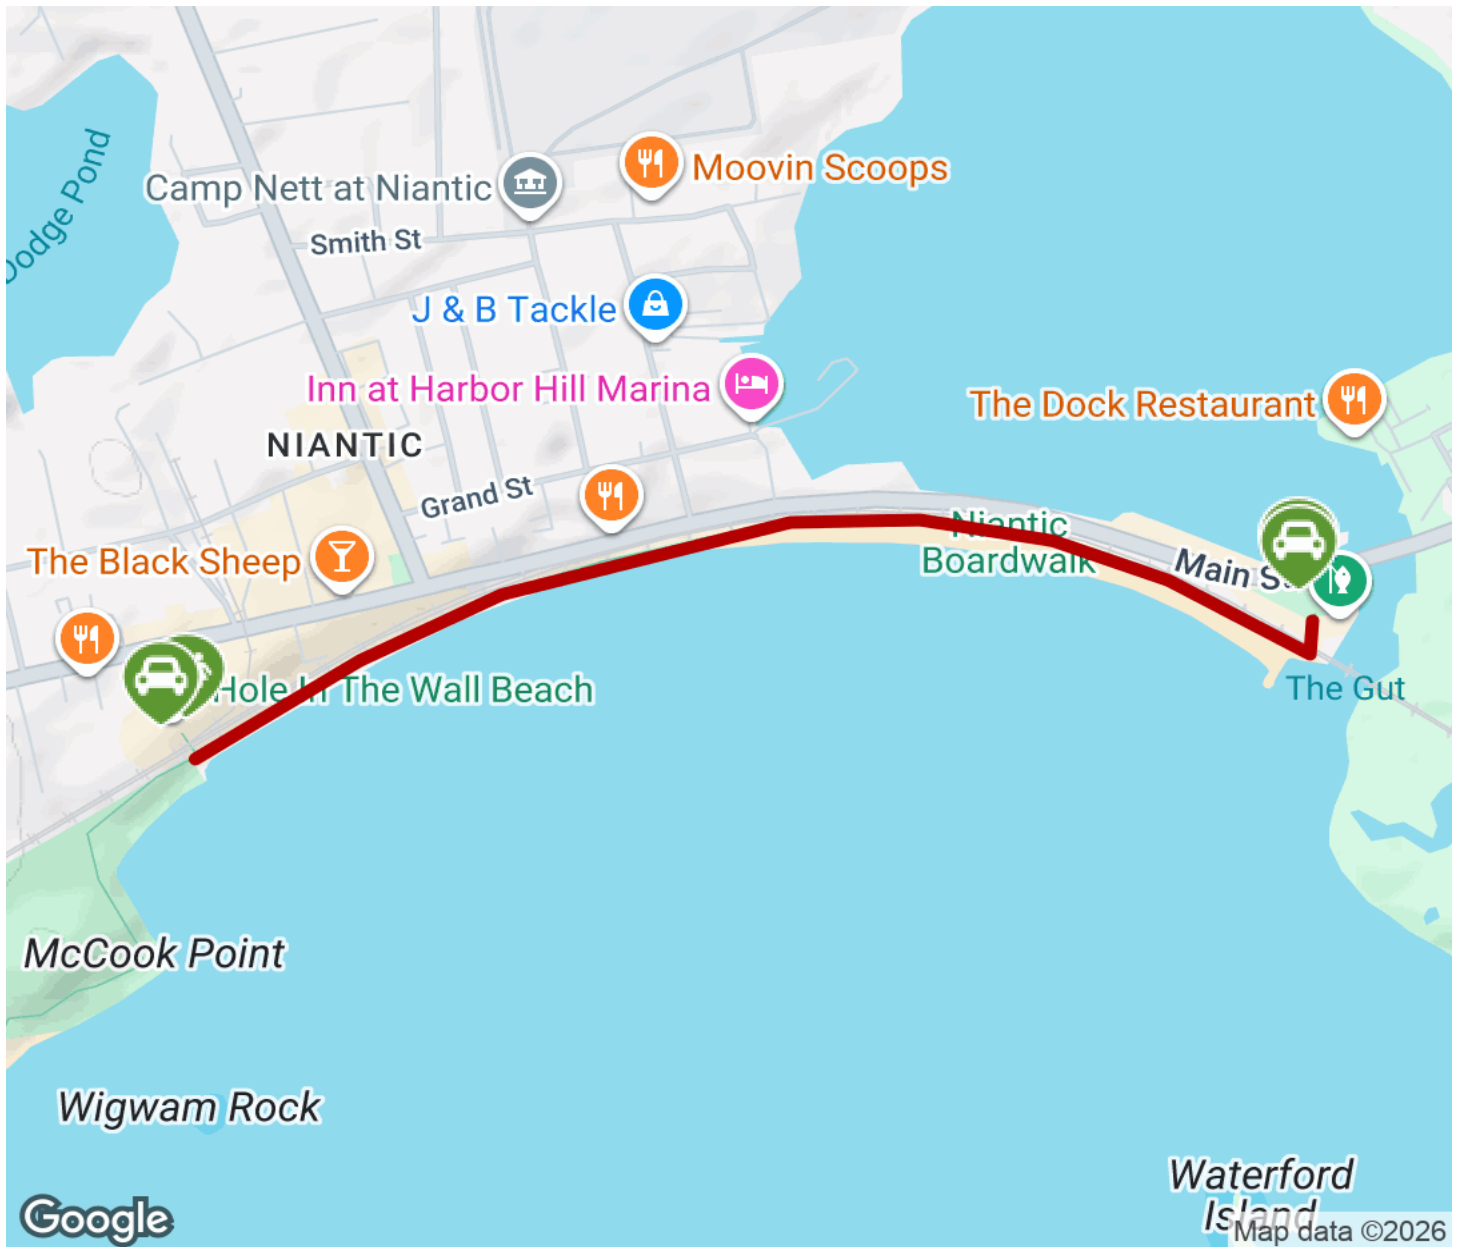 Dodge Pond
Camp Nett at Niantic
Moovin Scoops
Smith St
J & B Tackle
Inn at Harbor Hill Marina
The Dock Restaurant
NIANTIC
Grand St
The Black Sheep
Niantic
Boardwalk
Main St
Hole In The Wall Beach
The Gut
McCook Point
Wigwam Rock
Waterford
Island
Google
Map data ©2026